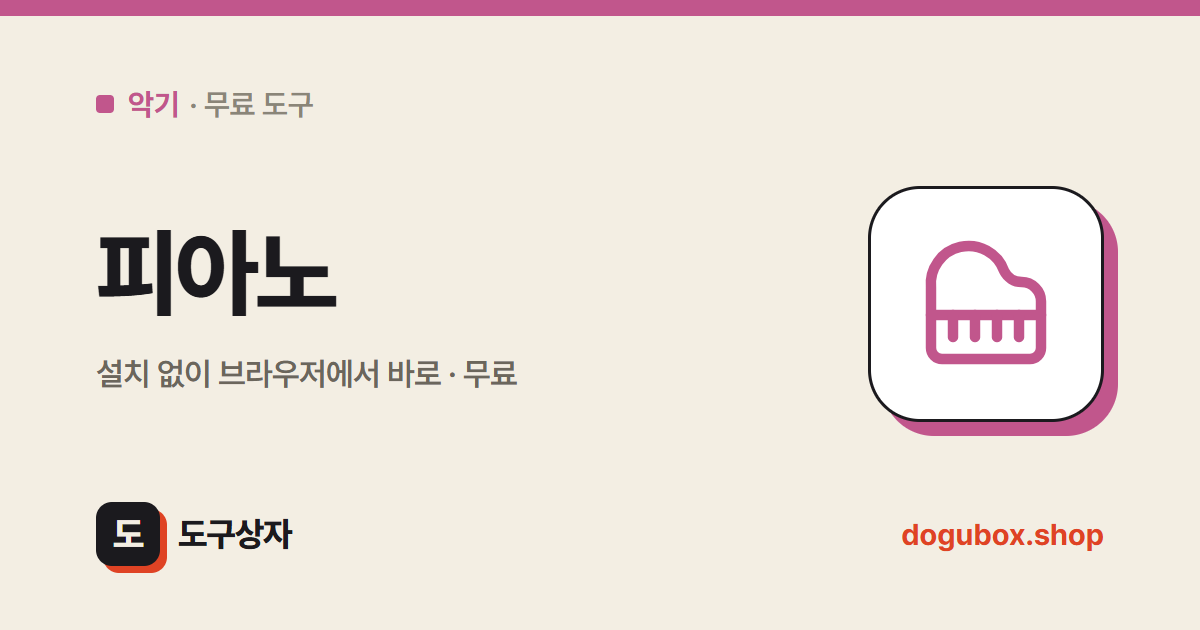 악기 · 무료 도구
피아노
설치 없이 브라우저에서 바로 · 무료
도 도구상자
dogubox.shop